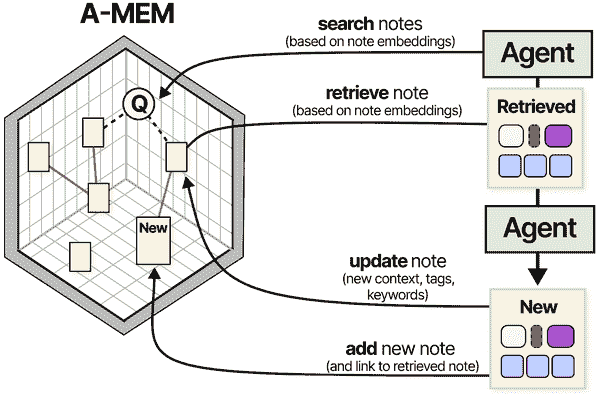 A-MEM
search notes
(based on note embeddings)
Agent
Q
retrieve note
(based on note embeddings)
Retrieved
Agent
New
update note
(new context, tags,
keywords)
New
add new note
(and link to retrieved note)